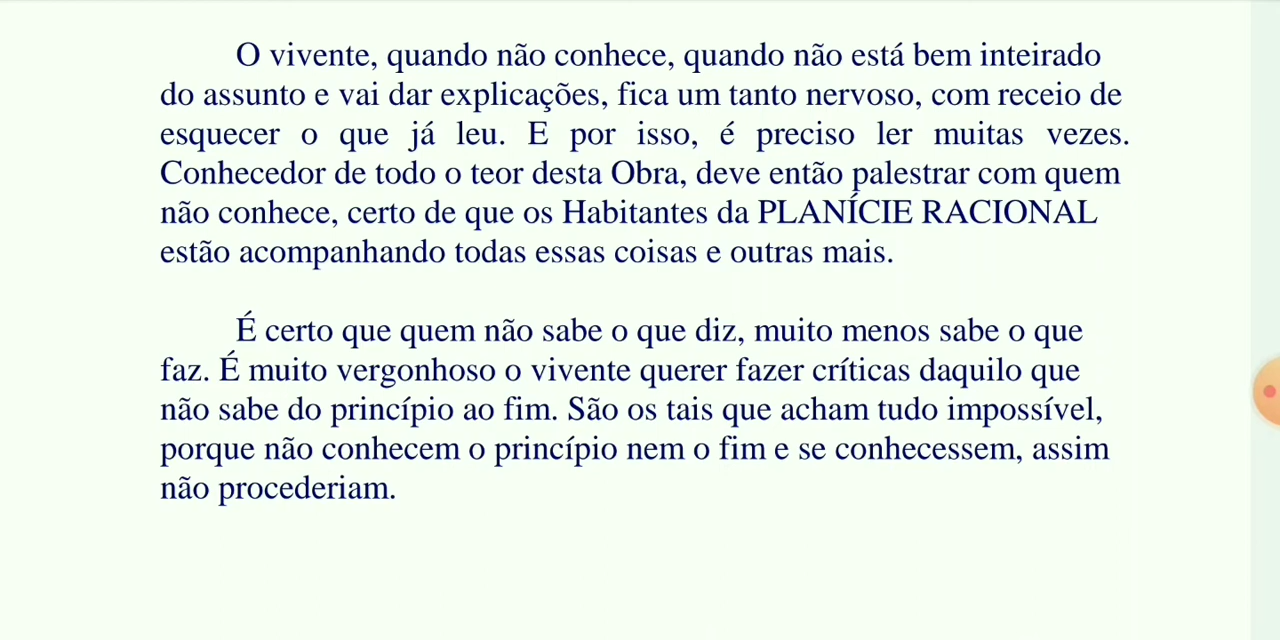 O vivente, quando não conhece, quando não está bem inteirado
do assunto e vai dar explicações, fica um tanto nervoso, com receio de
esquecer o que já leu. E por isso, é preciso ler muitas vezes.
Conhecedor de todo o teor desta Obra, deve então palestrar com quem
não conhece, certo de que os Habitantes da PLANÍCIE RACIONAL
estão acompanhando todas essas coisas e outras mais.
É certo que quem não sabe o que diz, muito menos sabe o que
faz. É muito vergonhoso o vivente querer fazer críticas daquilo que
não sabe do princípio ao fim. São os tais que acham tudo impossível,
porque não conhecem o princípio nem o fim e se conhecessem, assim
não procederiam.